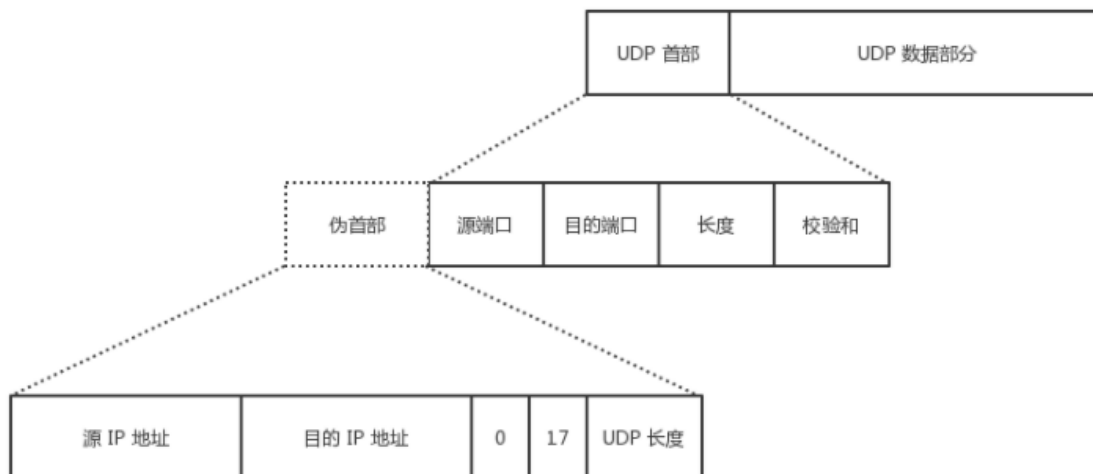 UDP 首部
UDP 数据部分
伪首部
源端口
目的端口
长度
校验和
源 IP 地址
目的 IP 地址
0
17
UDP 长度